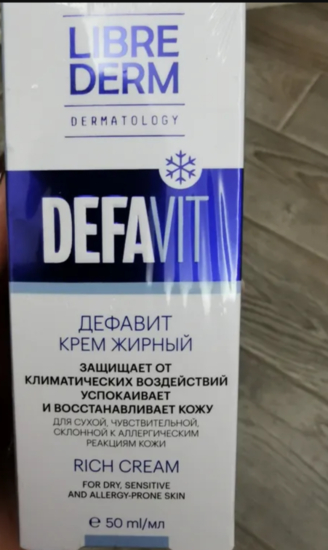 LIBRE
DERM
DERMATOLOGY
DEFAVIT
ДЕФАВИТ
КРЕМ ЖИРНЫЙ
ЗАЩИЩАЕТ ОТ
КЛИМАТИЧЕСКИХ ВОЗДЕЙСТВИЙ
УСПОКАИВАЕТ
И ВОССТАНАВЛИВАЕТ КОЖУ
ДЛЯ СУХОЙ, ЧУВСТВИТЕЛЬНОЙ,
СКЛОННОЙ К АЛЛЕРГИЧЕСКИМ
РЕАКЦИЯМ КОЖИ
RICH CREAM
FOR DRY, SENSITIVE
AND ALLERGY-PRONE SKIN
℮ 50 ml/мл